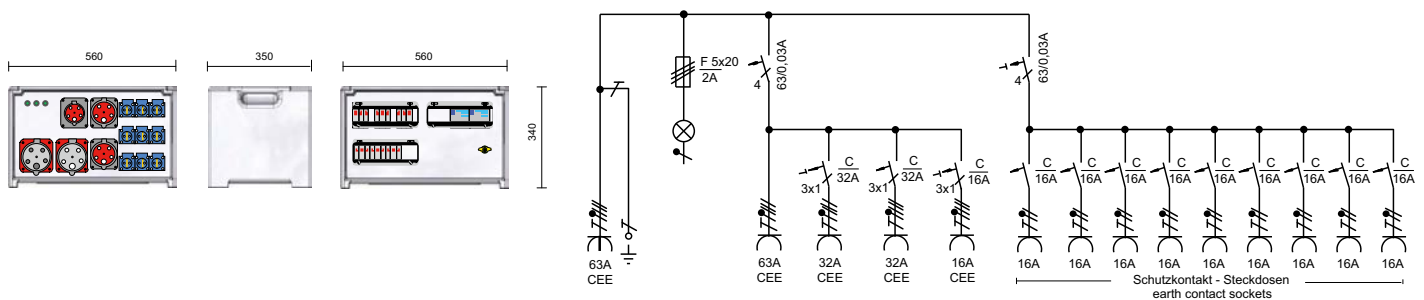 560
350
560
340
F 5x20
2A
4
63/0,03A
4
63/0,03A
C
32A
3x1
C
32A
3x1
C
16A
3x1
C
16A
C
16A
C
16A
C
16A
C
16A
C
16A
C
16A
C
16A
C
16A
63A
CEE
63A
CEE
32A
CEE
32A
CEE
16A
CEE
16A
16A
16A
16A
16A
16A
16A
16A
16A
Schutzkontakt - Steckdosen
earth contact sockets